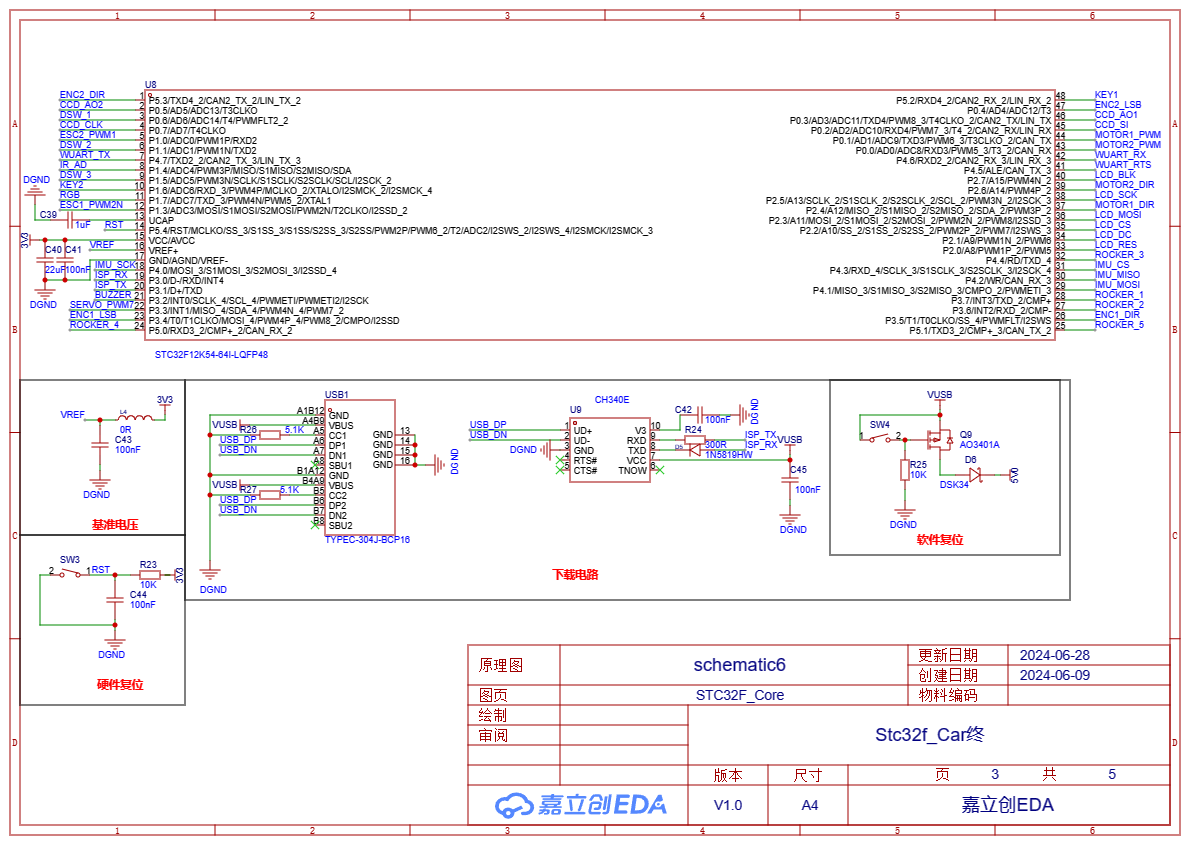 1 2 3 4 5 6
A A
B B
C C
D D
U8
ENC2_DIR 1 P5.3/TXD4_2/CAN2_TX_2/LIN_TX_2
CCD_AO2 2 P0.5/AD5/ADC13/T3CLKO
DSW_1 3 P0.6/AD6/ADC14/T4/PWMFLT2_2
CCD_CLK 4 P0.7/AD7/T4CLKO
ESC2_PWM1 5 P1.0/ADC0/PWM1P/RXD2
DSW_2 6 P1.1/ADC1/PWM1N/TXD2
WUART_TX 7 P4.7/TXD2_2/CAN2_TX_3/LIN_TX_3
IR_AD 8 P1.4/ADC4/PWM3P/MISO/S1MISO/S2MISO/SDA
DSW_3 9 P1.5/ADC5/PWM3N/SCLK/S1SCLK/S2SCLK/SCL/I2SCK_2
KEY2 10 P1.6/ADC6/RXD_3/PWM4P/MCLKO_2/XTALO/I2SMCK_2/I2SMCK_4
RGB 11 P1.7/ADC7/TXD_3/PWM4N/PWM5_2/XTAL1
ESC1_PWM2N 12 P1.3/ADC3/MOSI/S1MOSI/S2MOSI/PWM2N/T2CLKO/I2SSD_2
13 UCAP
RST 14 P5.4/RST/MCLKO/SS_3/S1SS_3/S1SS/S2SS_3/S2SS/PWM2P/PWM6_2/T2/ADC2/I2SWS_2/I2SWS_4/I2SMCK/I2SMCK_3
15 VCC/AVCC
VREF 16 VREF+
17 GND/AGND/VREF-
IMU_SCK 18 P4.0/MOSI_3/S1MOSI_3/S2MOSI_3/I2SSD_4
ISP_RX 19 P3.0/D-/RXD/INT4
ISP_TX 20 P3.1/D+/TXD
BUZZER 21 P3.2/INT0/SCLK_4/SCL_4/PWMETI/PWMETI2/I2SCK
SERVO_PWM7 22 P3.3/INT1/MISO_4/SDA_4/PWM4N_4/PWM7_2
ENC1_LSB 23 P3.4/T0/T1CLKO/MOSI_4/PWM4P_4/PWM8_2/CMPO/I2SSD
ROCKER_4 24 P5.0/RXD3_2/CMP+_2/CAN_RX_2
P5.2/RXD4_2/CAN2_RX_2/LIN_RX_2 48 KEY1
P0.4/AD4/ADC12/T3 47 ENC2_LSB
P0.3/AD3/ADC11/TXD4/PWM8_3/T4CLKO_2/CAN2_TX/LIN_TX 46 CCD_AO1
P0.2/AD2/ADC10/RXD4/PWM7_3/T4_2/CAN2_RX/LIN_RX 45 CCD_SI
P0.1/AD1/ADC9/TXD3/PWM6_3/T3CLKO_2/CAN_TX 44 MOTOR1_PWM
P0.0/AD0/ADC8/RXD3/PWM5_3/T3_2/CAN_RX 43 MOTOR2_PWM
P4.6/RXD2_2/CAN2_RX_3/LIN_RX_3 42 WUART_RX
P4.5/ALE/CAN_TX_3 41 WUART_RTS
P2.7/A15/PWM4N_2 40 LCD_BLK
P2.6/A14/PWM4P_2 39 MOTOR2_DIR
P2.5/A13/SCLK_2/S1SCLK_2/S2SCLK_2/SCL_2/PWM3N_2/I2SCK_3 38 LCD_SCK
P2.4/A12/MISO_2/S1MISO_2/S2MISO_2/SDA_2/PWM3P_2 37 MOTOR1_DIR
P2.3/A11/MOSI_2/S1MOSI_2/S2MOSI_2/PWM2N_2/PWM8/I2SSD_3 36 LCD_MOSI
P2.2/A10/SS_2/S1SS_2/S2SS_2/PWM2P_2/PWM7/I2SWS_3 35 LCD_CS
P2.1/A9/PWM1N_2/PWM6 34 LCD_DC
P2.0/A8/PWM1P_2/PWM5 33 LCD_RES
P4.4/RD/TXD_4 32 ROCKER_3
P4.3/RXD_4/SCLK_3/S1SCLK_3/S2SCLK_3/I2SCK_4 31 IMU_CS
P4.2/WR/CAN_RX_3 30 IMU_MISO
P4.1/MISO_3/S1MISO_3/S2MISO_3/CMPO_2/PWMETI_3 29 IMU_MOSI
P3.7/INT3/TXD_2/CMP+ 28 ROCKER_1
P3.6/INT2/RXD_2/CMP- 27 ROCKER_2
P3.5/T1/T0CLKO/SS_4/PWMFLT/I2SWS 26 ENC1_DIR
P5.1/TXD3_2/CMP+_3/CAN_TX_2 25 ROCKER_5
STC32F12K54-64I-LQFP48
DGND
C39
1uF
3V3
C40 C41
22uF 100nF
DGND
VREF
L4
0R
3V3
C43
100nF
DGND
基准电压
SW3
2 1 RST
R23
10K
3V3
C44
100nF
DGND
硬件复位
USB1
A1B12 GND
VUSB A4B9 VBUS
R26 5.1K A5 CC1
USB_DP A6 DP1
USB_DN A7 DN1
A8 SBU1
B1A12 GND
VUSB B4A9 VBUS
R27 5.1K B5 CC2
USB_DP B6 DP2
USB_DN B7 DN2
B8 SBU2
GND 13
GND 14
GND 15
GND 16
DGND
TYPEC-304J-BCP16
DGND
CH340E
U9
USB_DP 1 UD+
USB_DN 2 UD-
DGND 3 GND
4 RTS#
5 CTS#
V3 10
RXD 9
TXD 8
VCC 7
TNOW 6
C42
100nF
DGND
R24
300R
ISP_TX
D5
1N5819HW
ISP_RX
VUSB
C45
100nF
DGND
下载电路
VUSB
SW4
1 2
Q9
AO3401A
R25
10K
D6
DSK34
5V0
DGND
软件复位
原理图 schematic6 更新日期 2024-06-28
创建日期 2024-06-09
图页 STC32F_Core 物料编码
绘制
审阅
Stc32f_Car终
版本 尺寸 页 3 共 5
嘉立创EDA V1.0 A4 嘉立创EDA
1 2 3 4 5 6